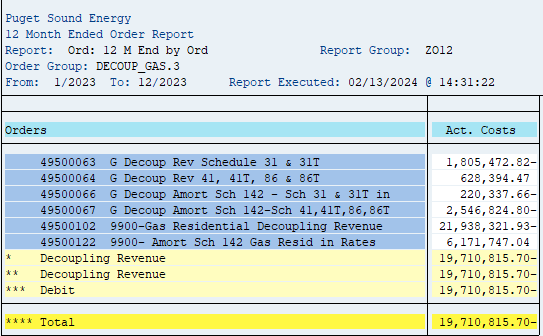 Puget Sound Energy
12 Month Ended Order Report
Report: Ord: 12 M End by Ord Report Group: ZO12
Order Group: DECOUP_GAS.3
From: 1/2023 To: 12/2023 Report Executed: 02/13/2024 @ 14:31:22
Orders Act. Costs
49500063 G Decoup Rev Schedule 31 & 31T 1,805,472.82-
49500064 G Decoup Rev 41, 41T, 86 & 86T 628,394.47
49500066 G Decoup Amort Sch 142 - Sch 31 & 31T in 220,337.66-
49500067 G Decoup Amort Sch 142-Sch 41,41T,86,86T 2,546,824.80-
49500102 9900-Gas Residential Decoupling Revenue 21,938,321.93-
49500122 9900- Amort Sch 142 Gas Resid in Rates 6,171,747.04
* Decoupling Revenue 19,710,815.70-
** Decoupling Revenue 19,710,815.70-
*** Debit 19,710,815.70-
**** Total 19,710,815.70-